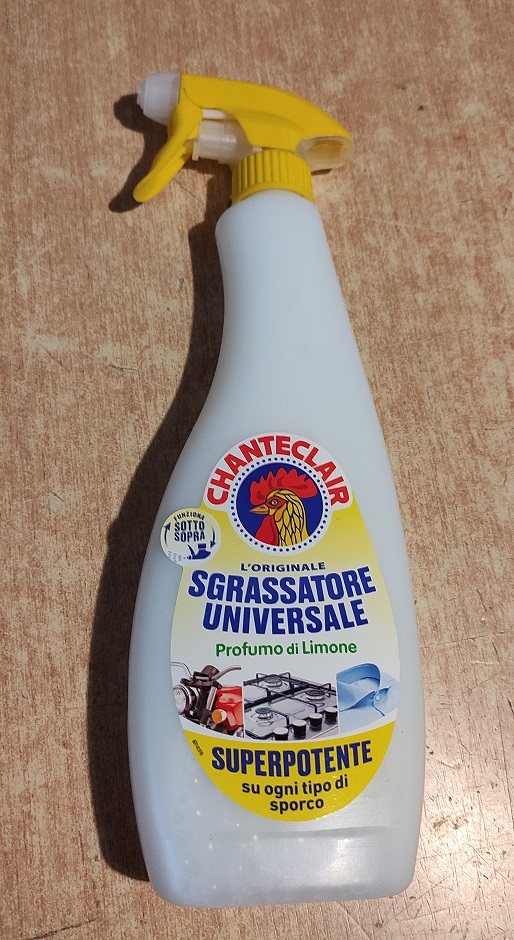 CHANTECLAIR
FUNZIONA
SOTTO
SOPRA
L'ORIGINALE
SGRASSATORE
UNIVERSALE
Profumo di Limone
SUPERPOTENTE
su ogni tipo di
sporco